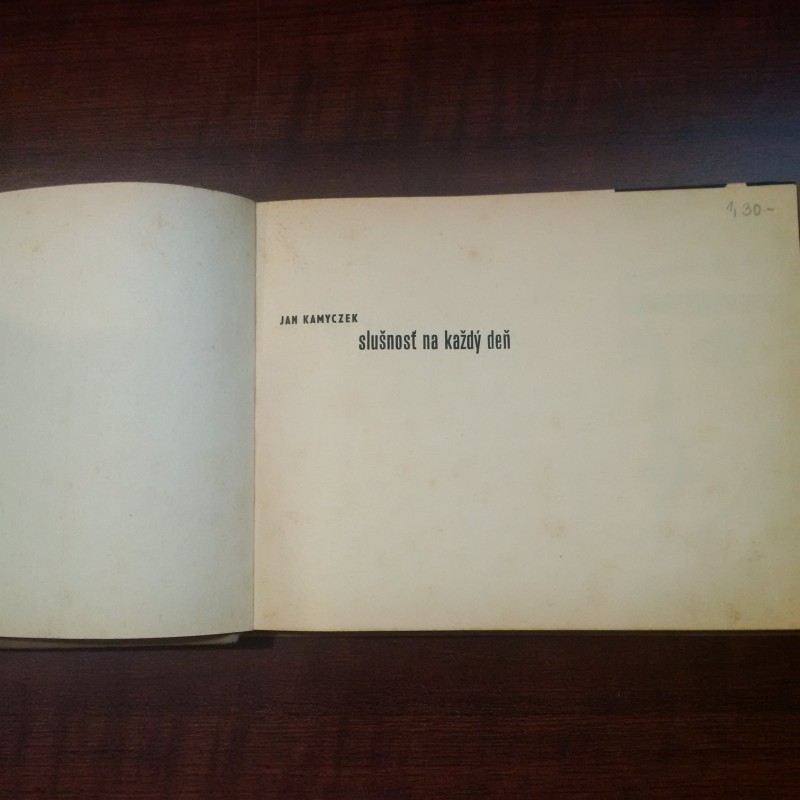 1,30-
JAN KAMYCZEK
slušnosť na každý deň